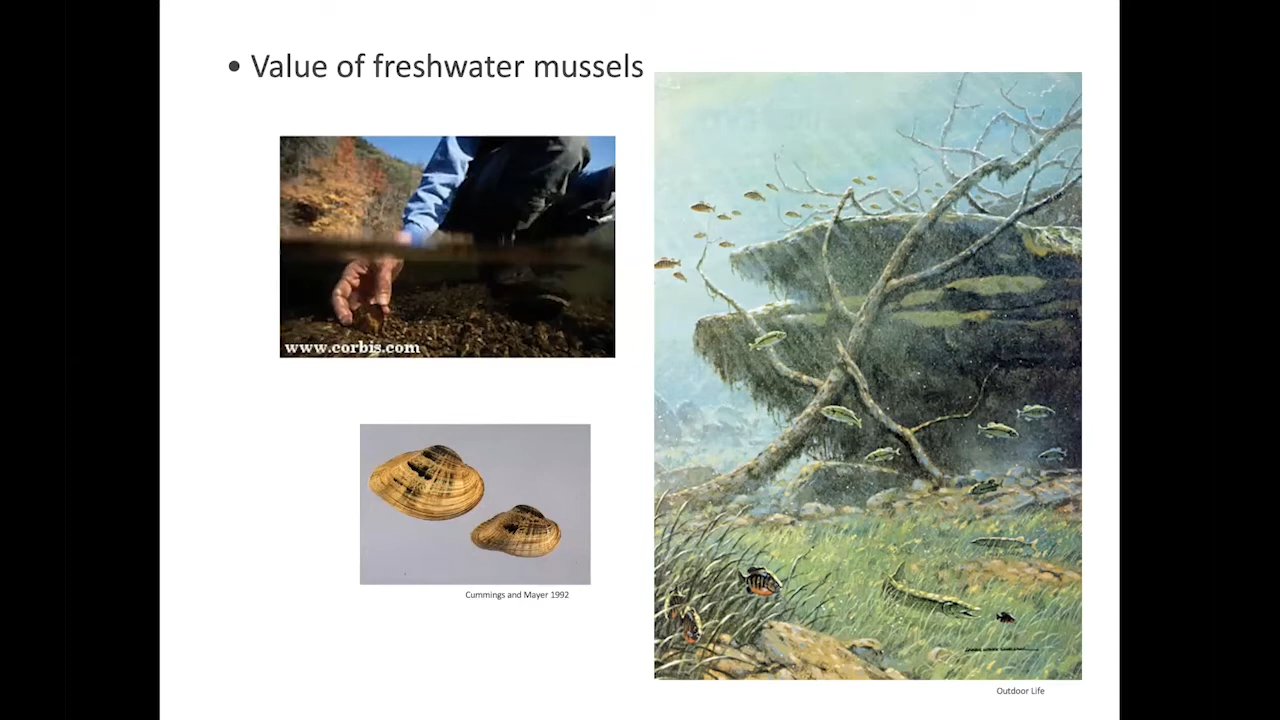 • Value of freshwater mussels
www.corbis.com
Cummings and Mayer 1992
Outdoor Life